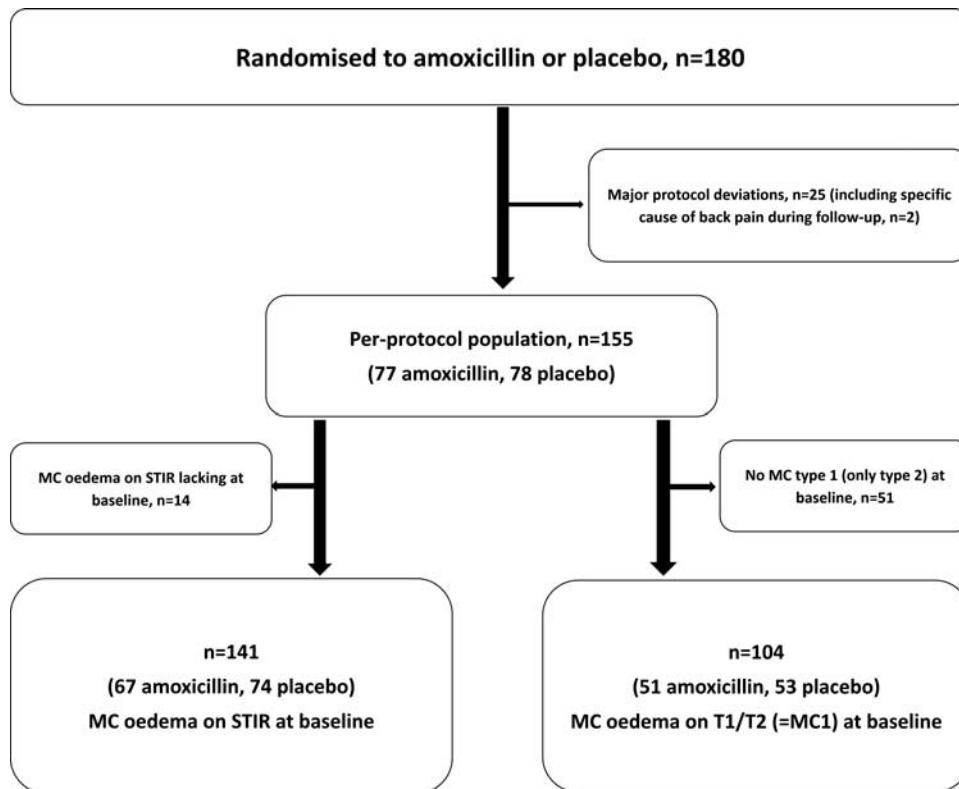 Randomised to amoxicillin or placebo, n=180
Major protocol deviations, n=25 (including specific
cause of back pain during follow-up,
n=2)
Per-protocol population, n=155
(77 amoxicillin, 78 placebo)
MC oedema on STIR lacking at
baseline, n=14
No MC type 1 (only type 2) at
baseline, n=51
n=141
(67 amoxicillin, 74 placebo)
MC oedema on STIR at baseline
n=104
(51 amoxicillin, 53 placebo)
MC oedema on T1/T2 (=MC1) at baseline